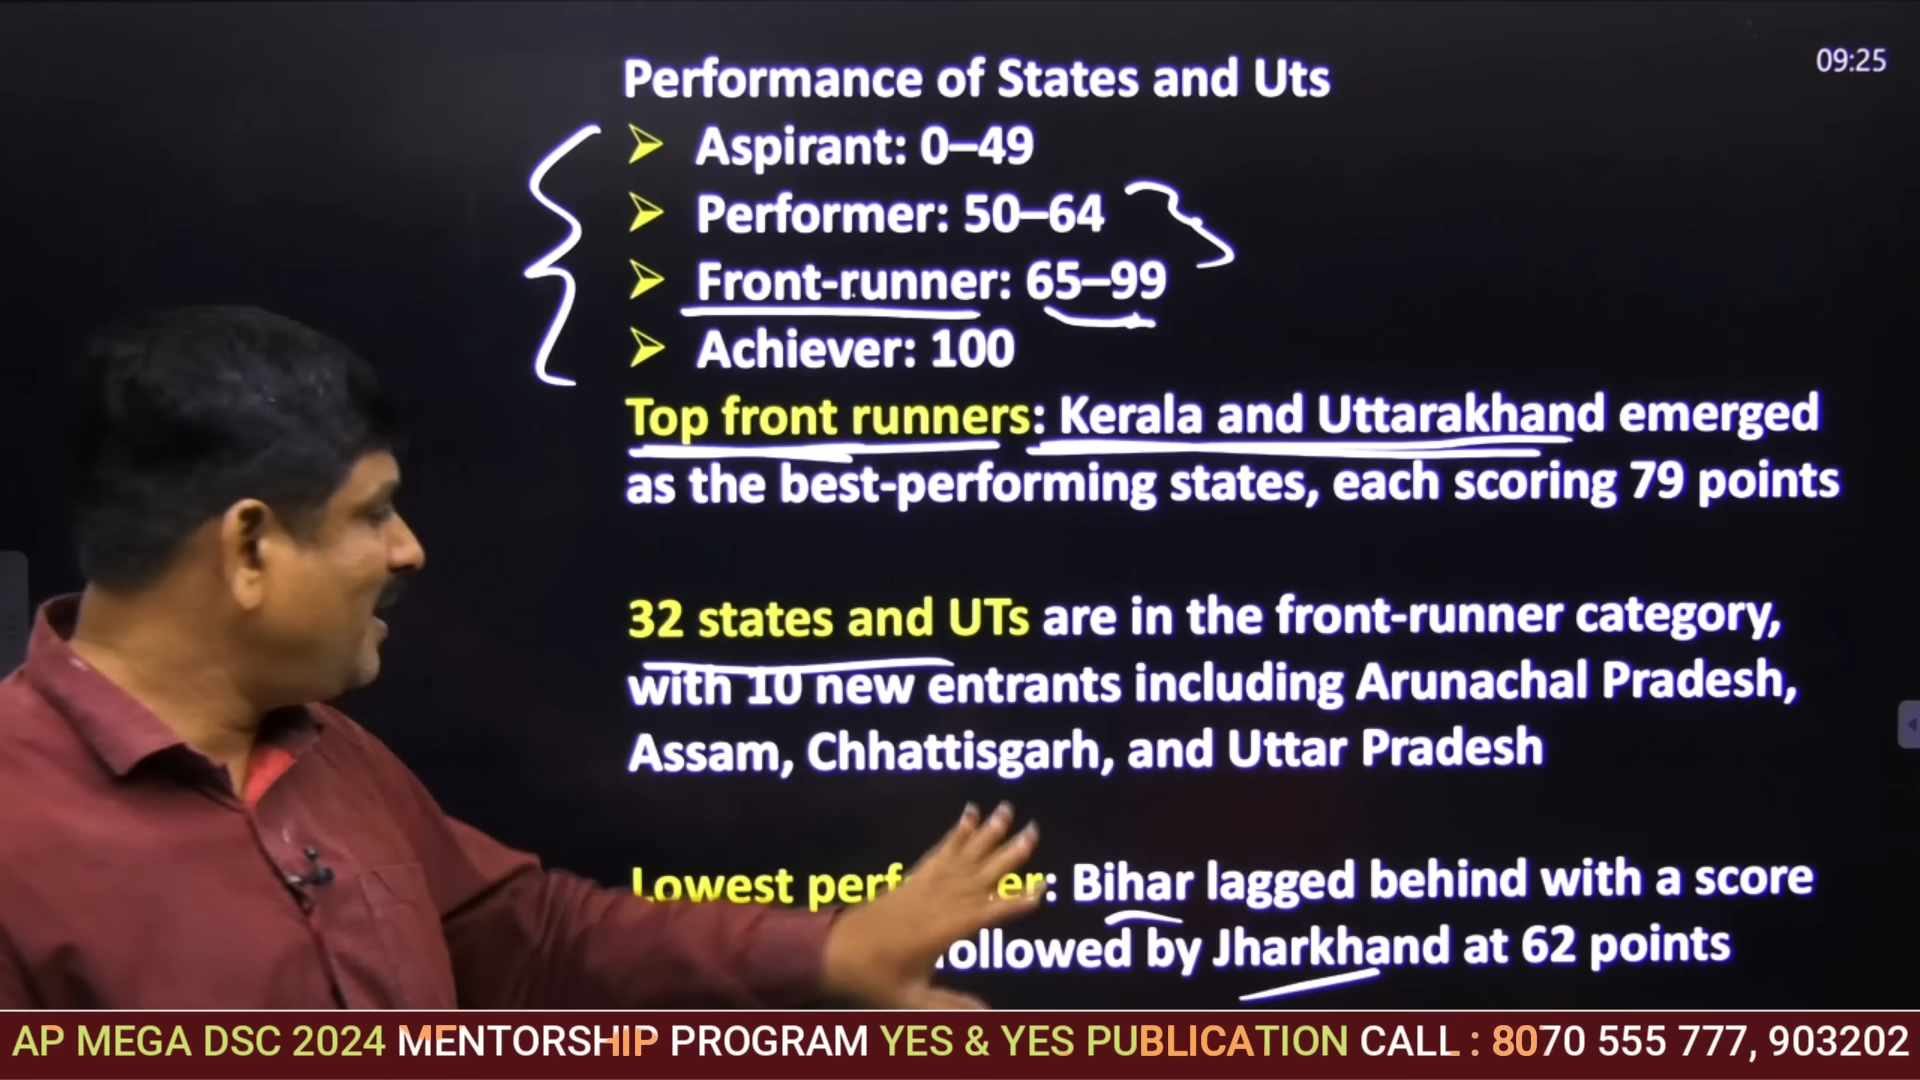 09:25
Performance of States and Uts
Aspirant: 0–49
Performer: 50–64
Front-runner: 65–99
Achiever: 100
Top front runners: Kerala and Uttarakhand emerged
as the best-performing states, each scoring 79 points
32 states and UTs are in the front-runner category,
with 10 new entrants including Arunachal Pradesh,
Assam, Chhattisgarh, and Uttar Pradesh
Lowest : Bihar lagged behind with a score
by Jharkhand at 62 points
AP MEGA DSC 2024 MENTORSHIP PROGRAM YES & YES PUBLICATION CALL : 8070 555 777, 903202